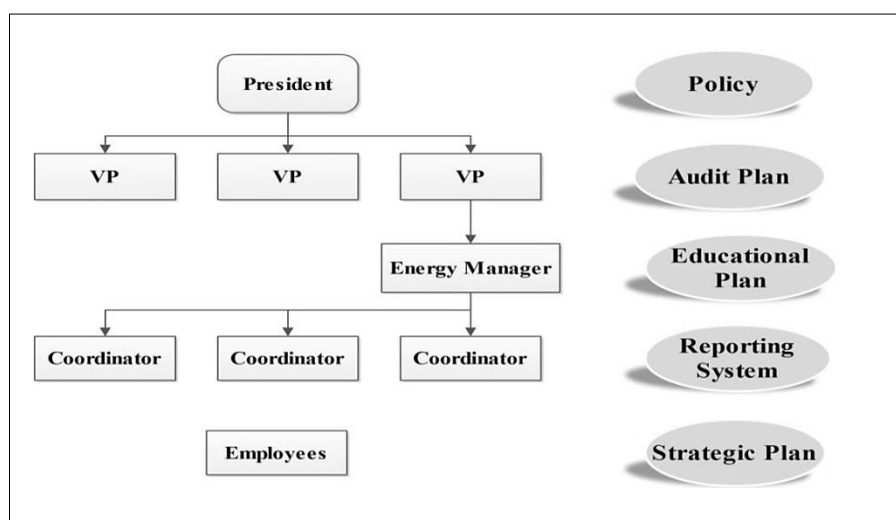 President
VP
VP
VP
Energy Manager
Coordinator
Coordinator
Coordinator
Employees
Policy
Audit Plan
Educational
Plan
Reporting
System
Strategic Plan